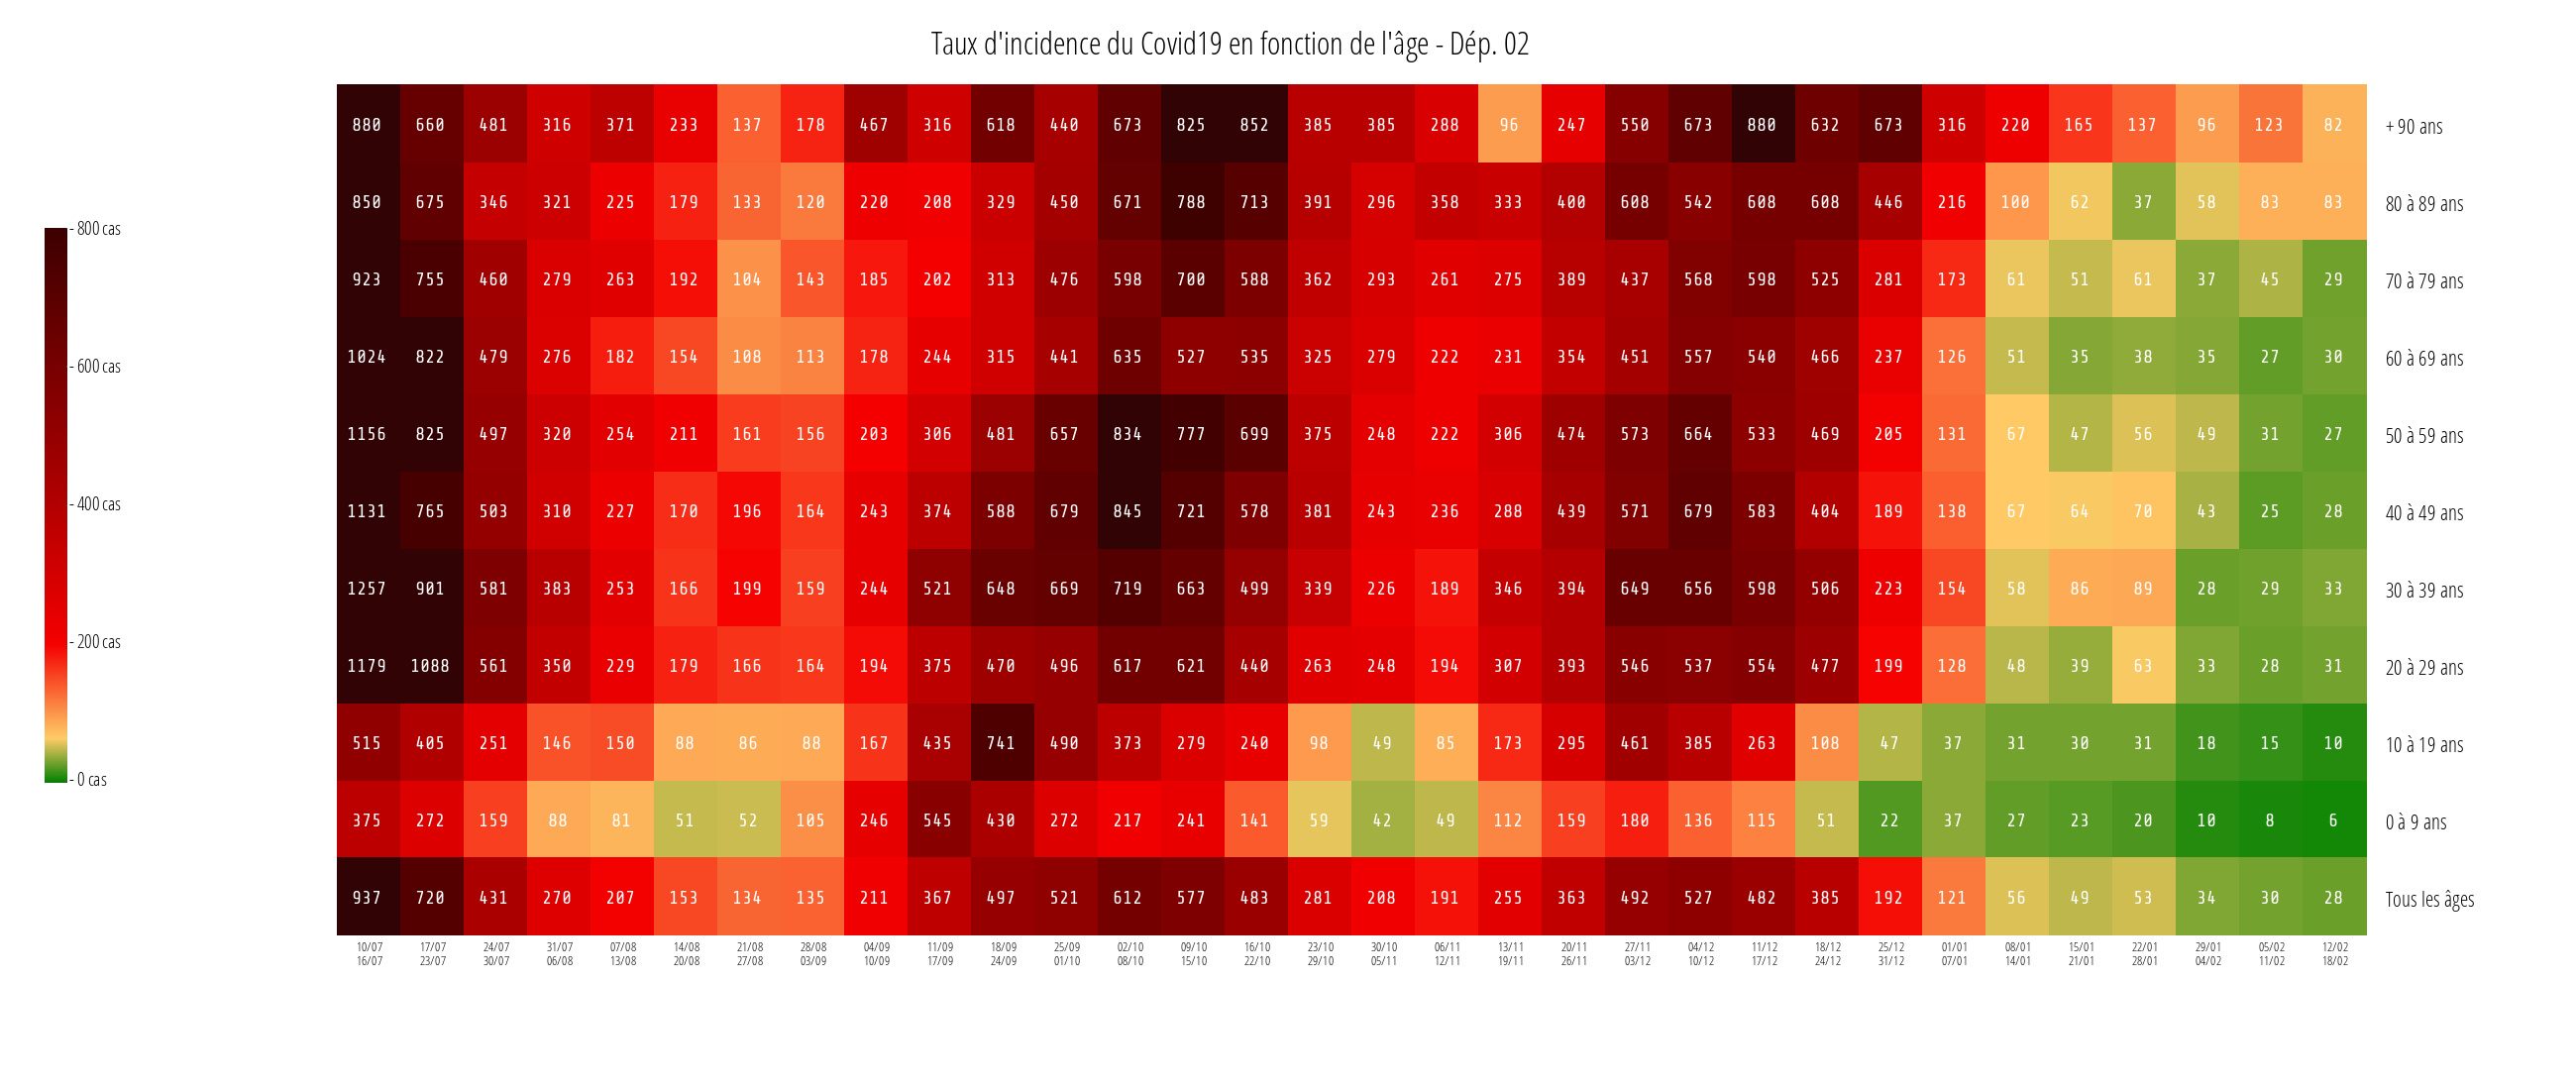 Taux d'incidence du Covid19 en fonction de l'âge - Dép. 02
- 800 cas
- 600 cas
- 400 cas
- 200 cas
- 0 cas
880 660 481 316 371 233 137 178 467 316 618 440 673 825 852 385 385 288 96 247 550 673 880 632 673 316 220 165 137 96 123 82 + 90 ans
850 675 346 321 225 179 133 120 220 208 329 450 671 788 713 391 296 358 333 400 608 542 608 608 446 216 100 62 37 58 83 83 80 à 89 ans
923 755 460 279 263 192 104 143 185 202 313 476 598 700 588 362 293 261 275 389 437 568 598 525 281 173 61 51 61 37 45 29 70 à 79 ans
1024 822 479 276 182 154 108 113 178 244 315 441 635 527 535 325 279 222 231 354 451 557 540 466 237 126 51 35 38 35 27 30 60 à 69 ans
1156 825 497 320 254 211 161 156 203 306 481 657 834 777 699 375 248 222 306 474 573 664 533 469 205 131 67 47 56 49 31 27 50 à 59 ans
1131 765 503 310 227 170 196 164 243 374 588 679 845 721 578 381 243 236 288 439 571 679 583 404 189 138 67 64 70 43 25 28 40 à 49 ans
1257 901 581 383 253 166 199 159 244 521 648 669 719 663 499 339 226 189 346 394 649 656 598 506 223 154 58 86 89 28 29 33 30 à 39 ans
1179 1088 561 350 229 179 166 164 194 375 470 496 617 621 440 263 248 194 307 393 546 537 554 477 199 128 48 39 63 33 28 31 20 à 29 ans
515 405 251 146 150 88 86 88 167 435 741 490 373 279 240 98 49 85 173 295 461 385 263 108 47 37 31 30 31 18 15 10 10 à 19 ans
375 272 159 88 81 51 52 105 246 545 430 272 217 241 141 59 42 49 112 159 180 136 115 51 22 37 27 23 20 10 8 6 0 à 9 ans
937 720 431 270 207 153 134 135 211 367 497 521 612 577 483 281 208 191 255 363 492 527 482 385 192 121 56 49 53 34 30 28 Tous les âges
10/07 17/07 24/07 31/07 07/08 14/08 21/08 28/08 04/09 11/09 18/09 25/09 02/10 09/10 16/10 23/10 30/10 06/11 13/11 20/11 27/11 04/12 11/12 18/12 25/12 01/01 08/01 15/01 22/01 29/01 05/02 12/02
16/07 23/07 30/07 06/08 13/08 20/08 27/08 03/09 10/09 17/09 24/09 01/10 08/10 15/10 22/10 29/10 05/11 12/11 19/11 26/11 03/12 10/12 17/12 24/12 31/12 07/01 14/01 21/01 28/01 04/02 11/02 18/02